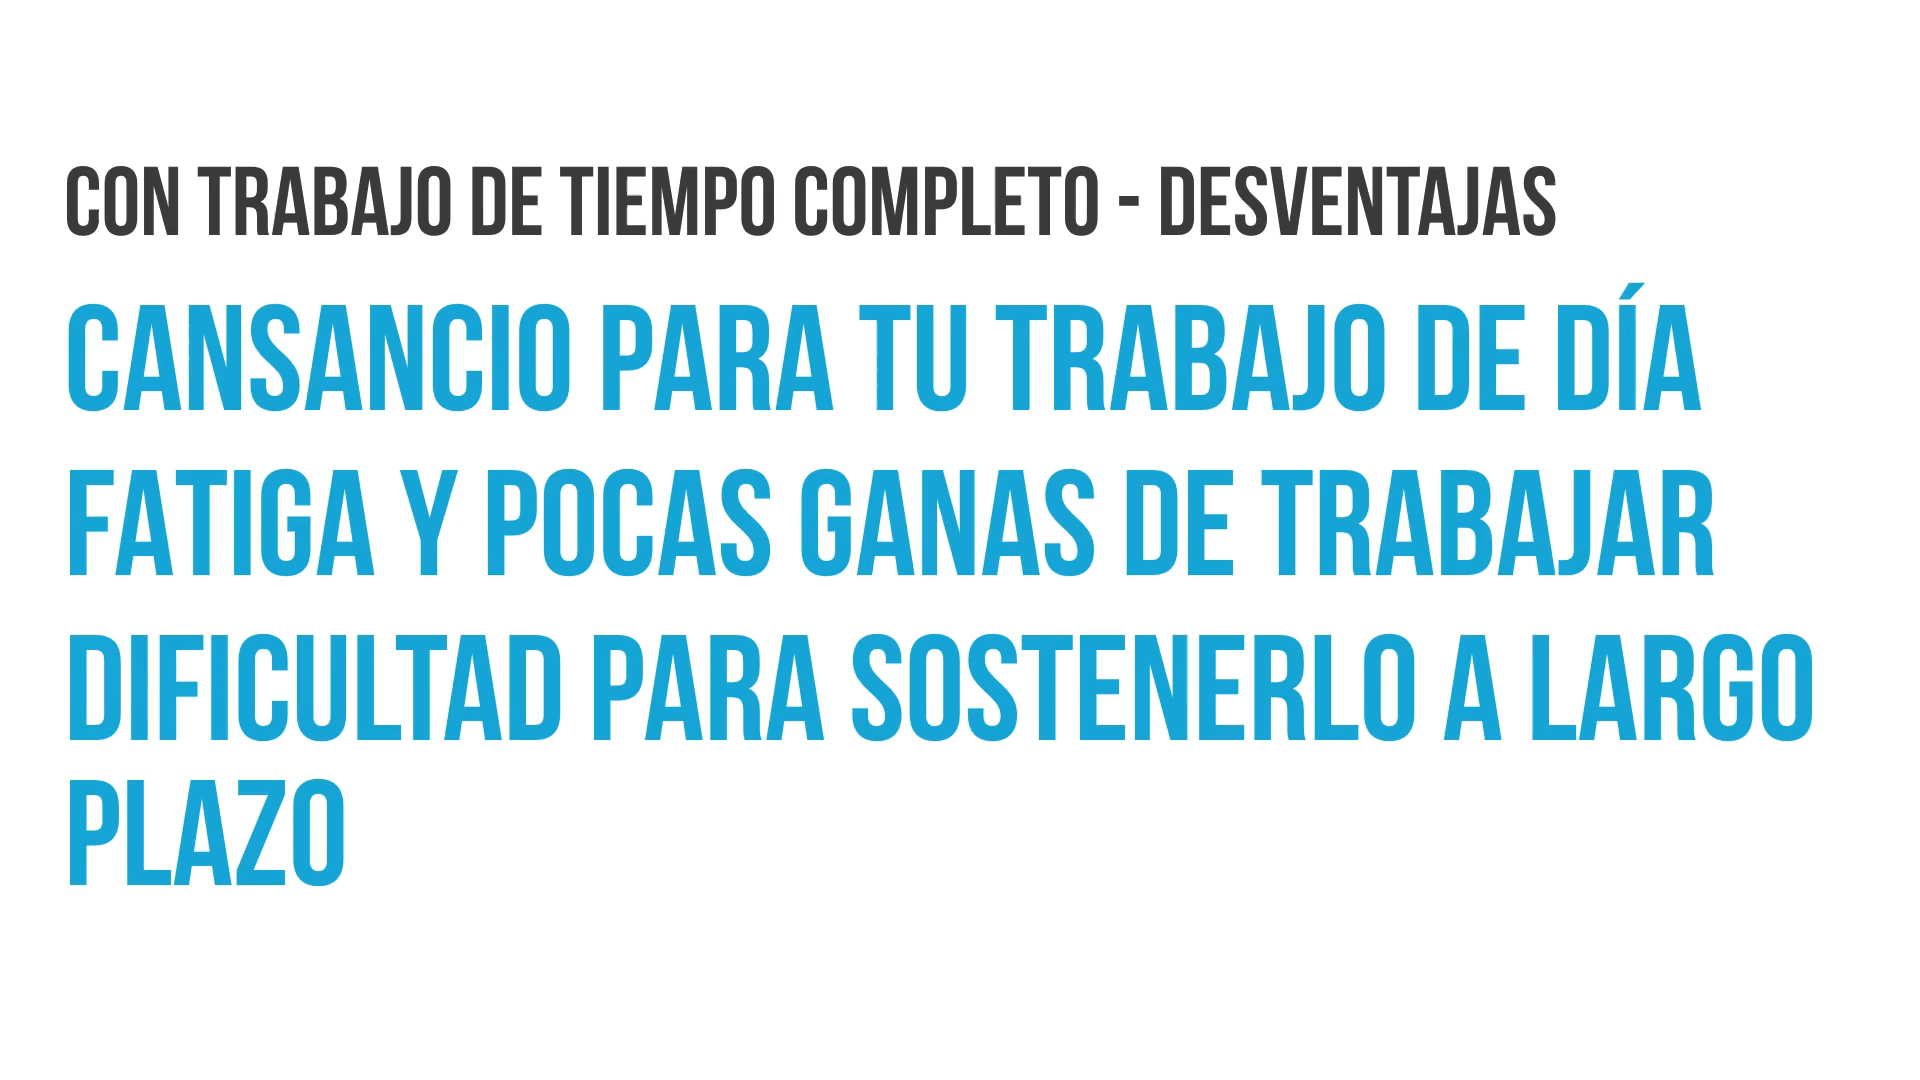 CON TRABAJO DE TIEMPO COMPLETO - DESVENTAJAS
CANSANCIO PARA TU TRABAJO DE DÍA
FATIGA Y POCAS GANAS DE TRABAJAR
DIFICULTAD PARA SOSTENERLO A LARGO
PLAZO